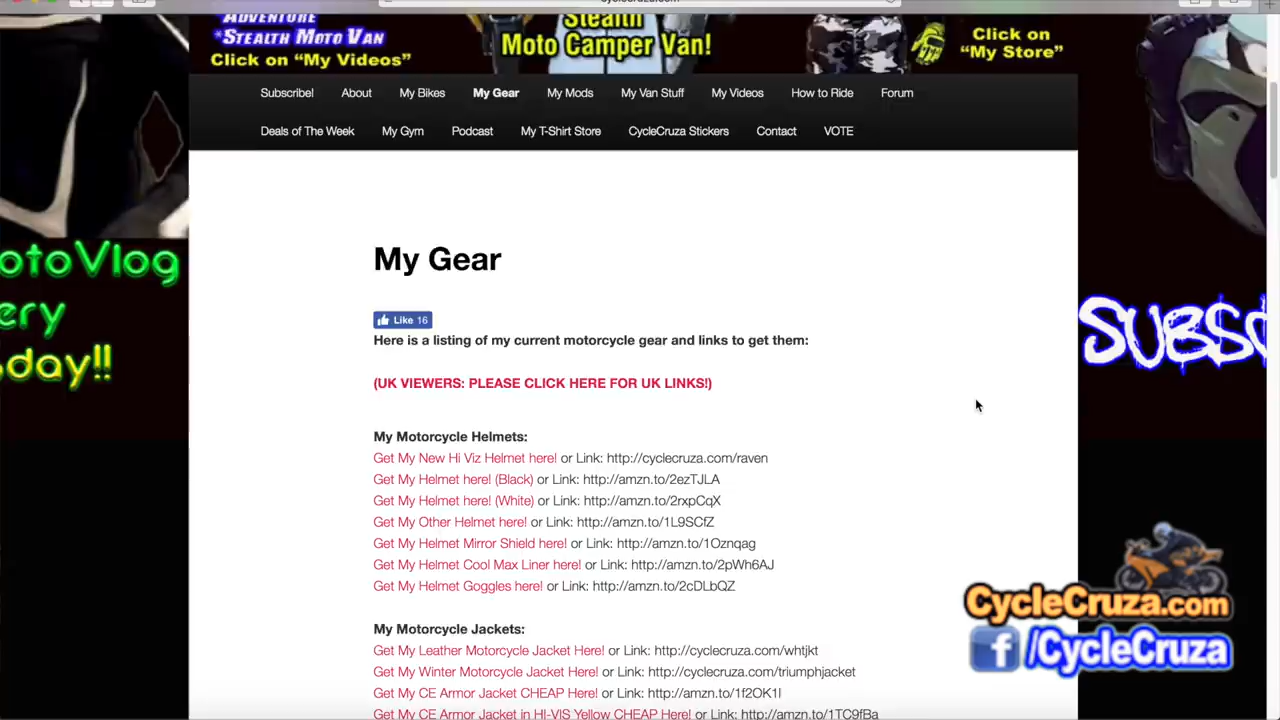 ADVENTURE
*STEALTH MOTO VAN
Click on "My Videos"
Stealth
Moto Camper Van!
Click on
"My Store"
Subscribe! About My Bikes My Gear My Mods My Van Stuff My Videos How to Ride Forum
Deals of The Week My Gym Podcast My T-Shirt Store CycleCruza Stickers Contact VOTE
otoVlog
ery
sday!!
SUBSC
My Gear
Like 16
Here is a listing of my current motorcycle gear and links to get them:
(UK VIEWERS: PLEASE CLICK HERE FOR UK LINKS!)
My Motorcycle Helmets:
Get My New Hi Viz Helmet here! or Link: http://cyclecruza.com/raven
Get My Helmet here! (Black) or Link: http://amzn.to/2ezTJLA
Get My Helmet here! (White) or Link: http://amzn.to/2rxpCqX
Get My Other Helmet here! or Link: http://amzn.to/1L9SCfZ
Get My Helmet Mirror Shield here! or Link: http://amzn.to/1Oznqag
Get My Helmet Cool Max Liner here! or Link: http://amzn.to/2pWh6AJ
Get My Helmet Goggles here! or Link: http://amzn.to/2cDLbQZ
My Motorcycle Jackets:
Get My Leather Motorcycle Jacket Here! or Link: http://cyclecruza.com/whtjkt
Get My Winter Motorcycle Jacket Here! or Link: http://cyclecruza.com/triumphjacket
Get My CE Armor Jacket CHEAP Here! or Link: http://amzn.to/1f2OK1I
Get My CE Armor Jacket in HI-VIS Yellow CHEAP Here! or Link: http://amzn.to/1TC9fBa
CycleCruza.com
f /CycleCruza